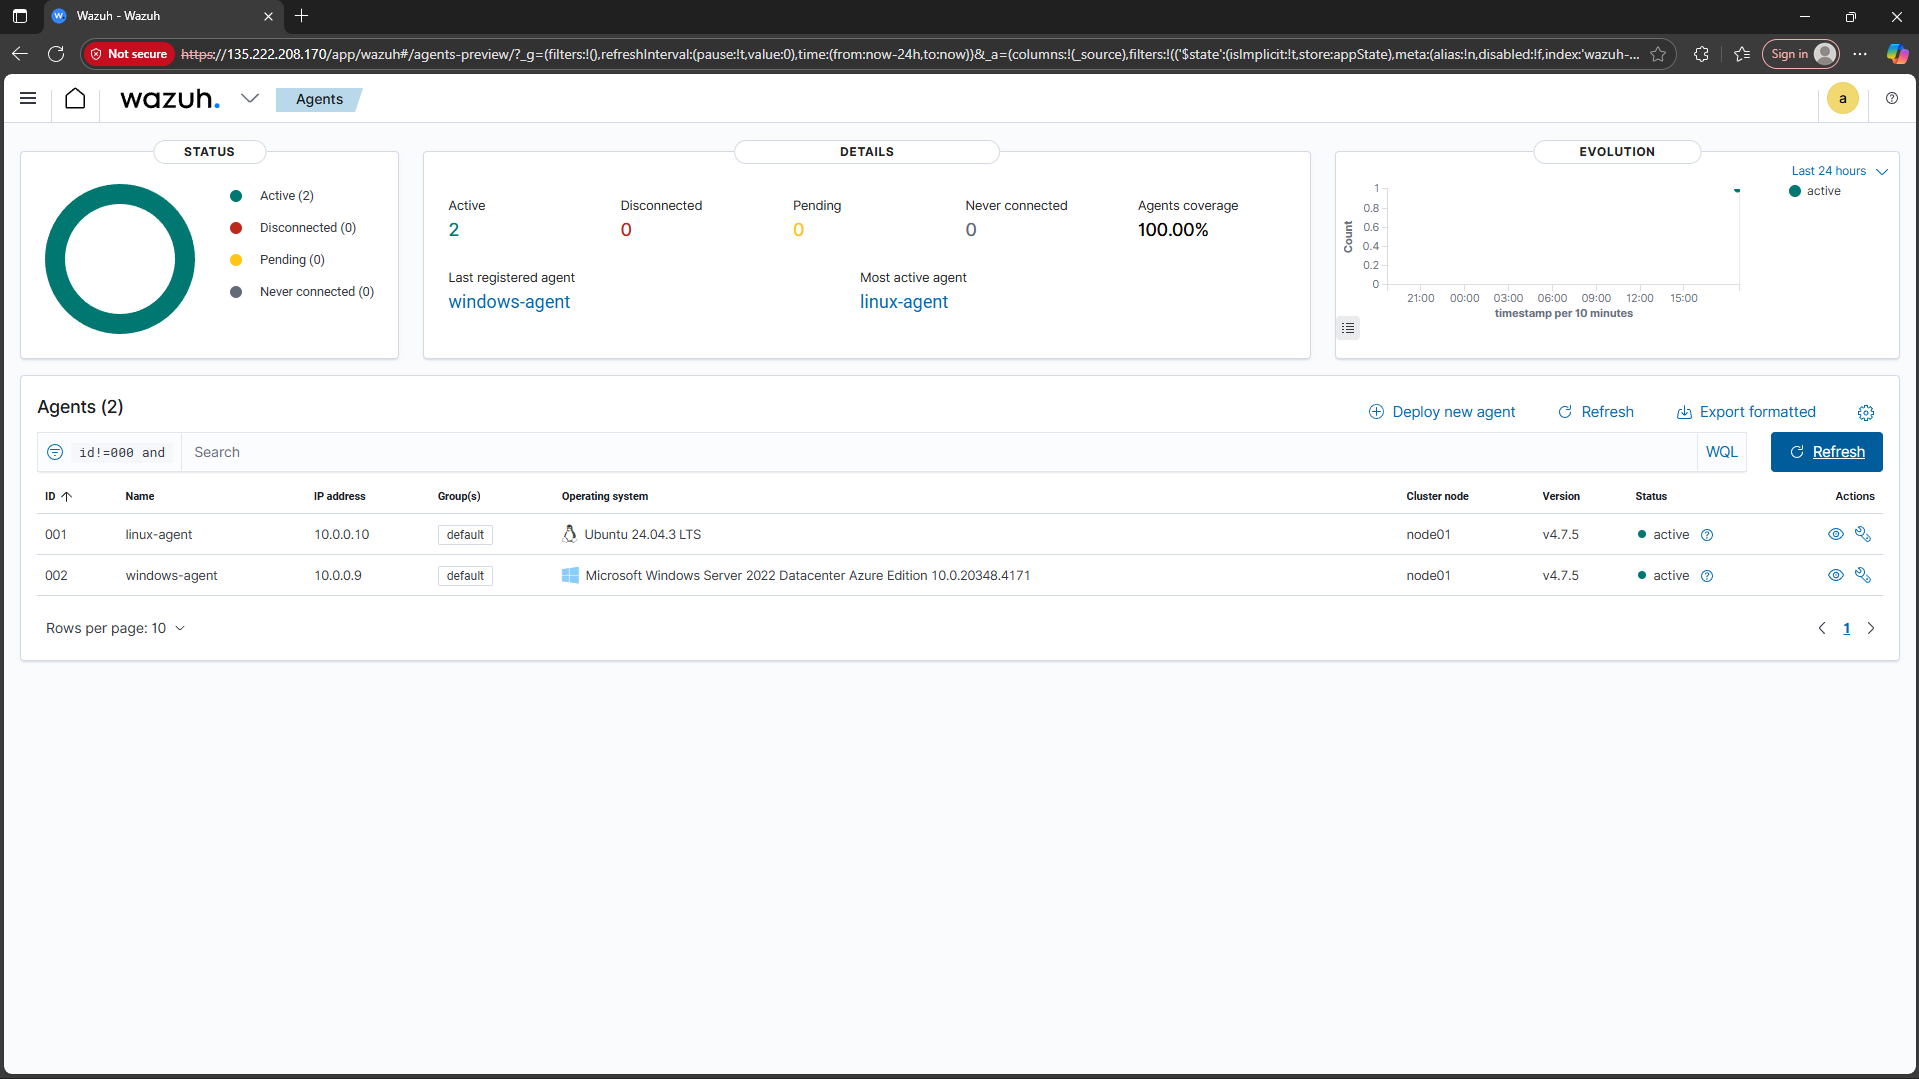 Wazuh - Wazuh
Not secure https://135.222.208.170/app/wazuh#/agents-preview/?_g=(filters:!(),refreshInterval:(pause:!t,value:0),time:(from:now-24h,to:now))&_a=(columns:!(_source),filters:!(('$state':(isImplicit:!t,store:appState),meta:(alias:!n,disabled:!f,index:'wazuh-... Sign in
wazuh. Agents a
STATUS
Active (2)
Disconnected (0)
Pending (0)
Never connected (0)
DETAILS
Active Disconnected Pending Never connected Agents coverage
2 0 0 0 100.00%
Last registered agent Most active agent
windows-agent linux-agent
EVOLUTION
Last 24 hours
active
1
0.8
0.6
0.4
0.2
0
Count
21:00 00:00 03:00 06:00 09:00 12:00 15:00
timestamp per 10 minutes
Agents (2)
Deploy new agent Refresh Export formatted
id!=000 and Search WQL Refresh
ID Name IP address Group(s) Operating system Cluster node Version Status Actions
001 linux-agent 10.0.0.10 default Ubuntu 24.04.3 LTS node01 v4.7.5 active
002 windows-agent 10.0.0.9 default Microsoft Windows Server 2022 Datacenter Azure Edition 10.0.20348.4171 node01 v4.7.5 active
Rows per page: 10 1